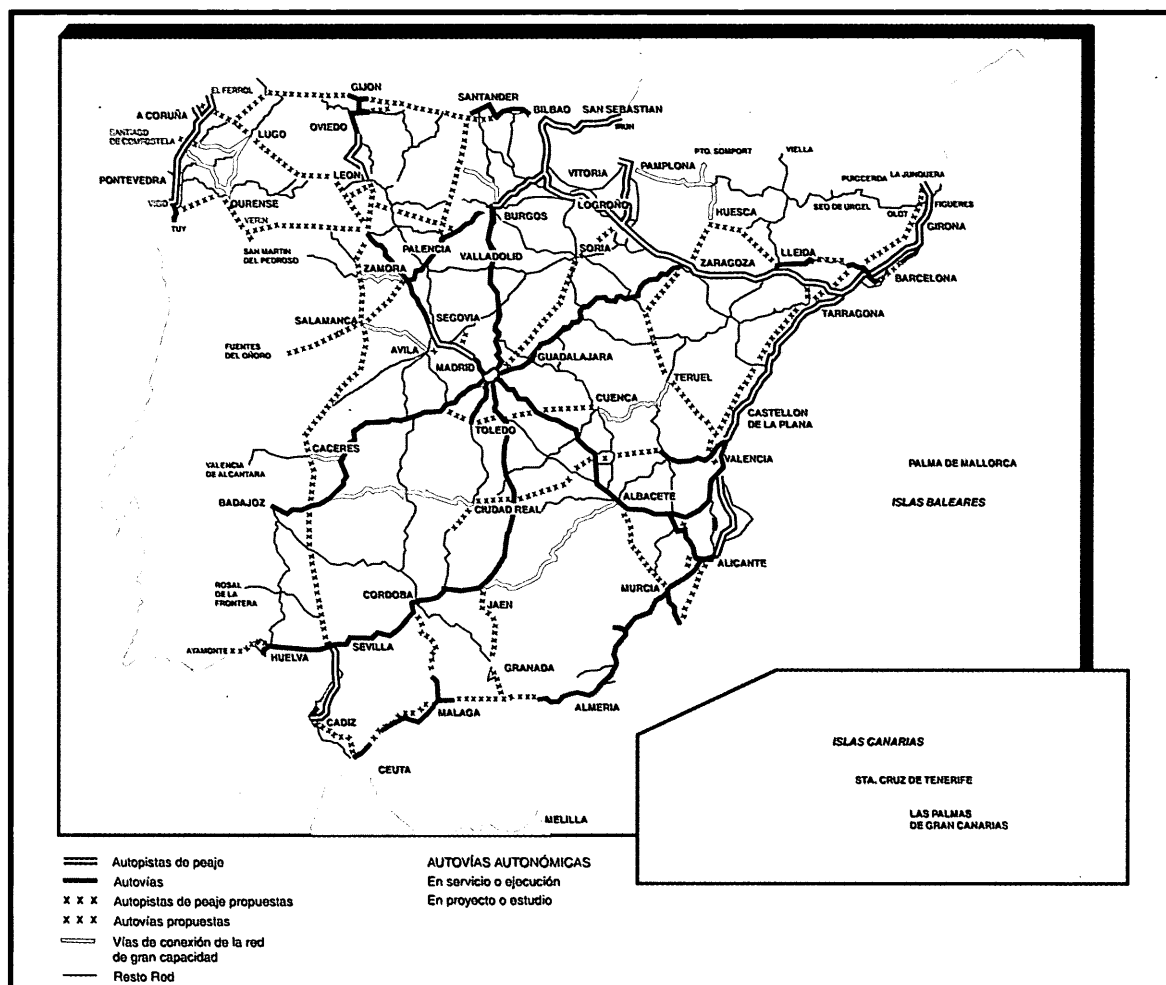 EL FERROL
GIJON
SANTANDER
BILBAO
SAN SEBASTIAN
IRUN
A CORUÑA
SANTIAGO
DE COMPOSTELA
LUGO
OVIEDO
PTO. SOMPORT
VIELLA
PONTEVEDRA
LEON
VITORIA
PAMPLONA
PUIGCERDA
LA JUNQUERA
VIGO
OURENSE
BURGOS
LOGROÑO
HUESCA
SEO DE URGEL
OLOT
FIGUERES
TUY
VERIN
GIRONA
SAN MARTIN
DEL PEDROSO
PALENCIA
VALLADOLID
SORIA
ZARAGOZA
LLEIDA
ZAMORA
BARCELONA
TARRAGONA
SALAMANCA
SEGOVIA
FUENTES
DEL OÑORO
AVILA
MADRID
GUADALAJARA
TERUEL
CUENCA
CASTELLON
DE LA PLANA
TOLEDO
CACERES
VALENCIA
DE ALCANTARA
VALENCIA
PALMA DE MALLORCA
BADAJOZ
CIUDAD REAL
ALBACETE
ISLAS BALEARES
ALICANTE
ROSAL
DE LA
FRONTERA
CORDOBA
JAEN
MURCIA
AYAMONTE
HUELVA
SEVILLA
GRANADA
CADIZ
MALAGA
ALMERIA
CEUTA
MELILLA
ISLAS CANARIAS
STA. CRUZ DE TENERIFE
LAS PALMAS
DE GRAN CANARIAS
Autopistas de peaje
Autovías
Autopistas de peaje propuestas
Autovías propuestas
Vías de conexión de la red
de gran capacidad
Resto Red
AUTOVÍAS AUTONÓMICAS
En servicio o ejecución
En proyecto o estudio